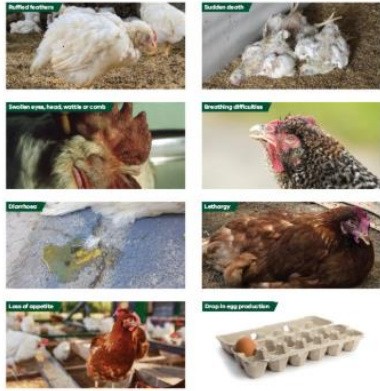 Ruffled feathers
Sudden death
Swollen eyes, head, wattle or comb
Breathing difficulties
Diarrhoea
Lethargy
Loss of appetite
Drop in egg production